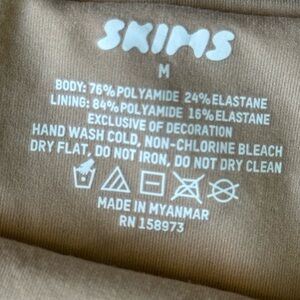 SKIMS
M
BODY: 76% POLYAMIDE 24% ELASTANE
LINING: 84% POLYAMIDE 16% ELASTANE
EXCLUSIVE OF DECORATION
HAND WASH COLD, NON-CHLORINE BLEACH
DRY FLAT, DO NOT IRON, DO NOT DRY CLEAN
MADE IN MYANMAR
RN 158973